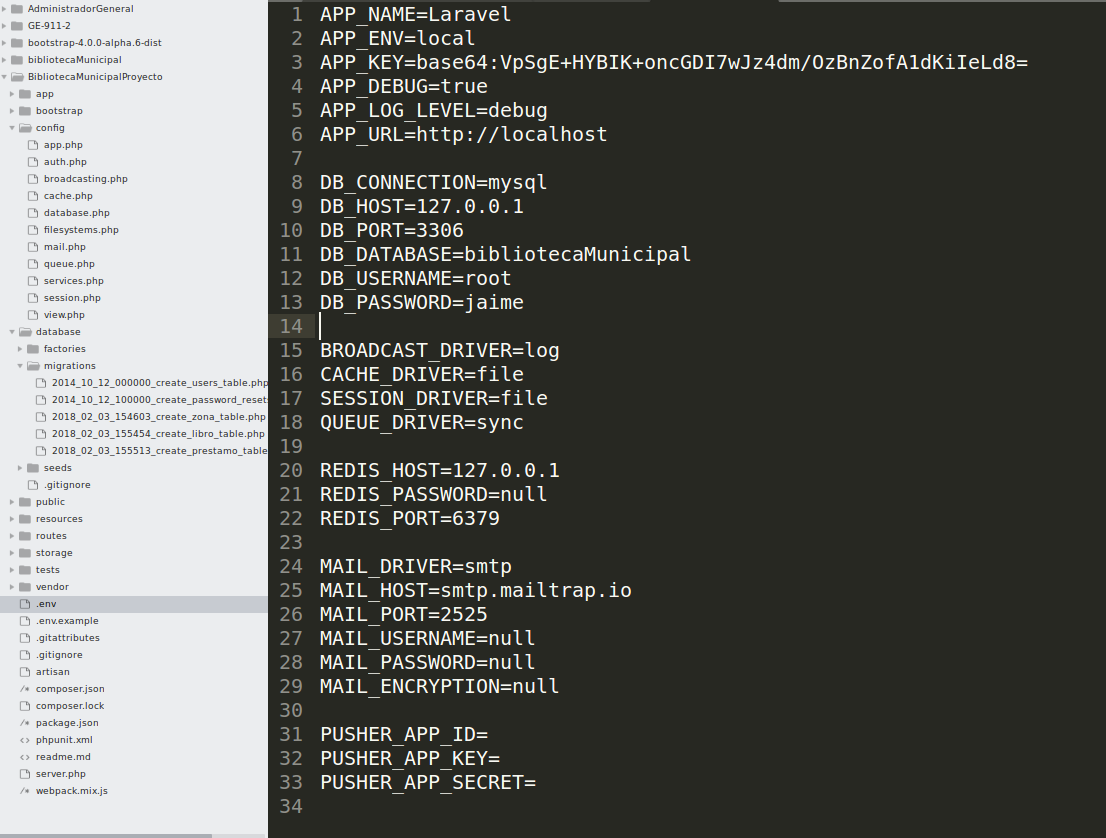 AdministradorGeneral
GE-911-2
bootstrap-4.0.0-alpha.6-dist
bibliotecaMunicipal
BibliotecaMunicipalProyecto
app
bootstrap
config
app.php
auth.php
broadcasting.php
cache.php
database.php
filesystems.php
mail.php
queue.php
services.php
session.php
view.php
database
factories
migrations
2014_10_12_000000_create_users_table.php
2014_10_12_100000_create_password_reset
2018_02_03_154603_create_zona_table.php
2018_02_03_155454_create_libro_table.php
2018_02_03_155513_create_prestamo_table
seeds
.gitignore
public
resources
routes
storage
tests
vendor
.env
.env.example
.gitattributes
.gitignore
artisan
/* composer.json
composer.lock
/* package.json
<> phpunit.xml
<> readme.md
server.php
/* webpack.mix.js
1 APP_NAME=Laravel
2 APP_ENV=local
3 APP_KEY=base64:VpSgE+HYBIK+oncGDI7wJz4dm/OzBnZofA1dKiIeLd8=
4 APP_DEBUG=true
5 APP_LOG_LEVEL=debug
6 APP_URL=http://localhost
7
8 DB_CONNECTION=mysql
9 DB_HOST=127.0.0.1
10 DB_PORT=3306
11 DB_DATABASE=bibliotecaMunicipal
12 DB_USERNAME=root
13 DB_PASSWORD=jaime
14
15 BROADCAST_DRIVER=log
16 CACHE_DRIVER=file
17 SESSION_DRIVER=file
18 QUEUE_DRIVER=sync
19
20 REDIS_HOST=127.0.0.1
21 REDIS_PASSWORD=null
22 REDIS_PORT=6379
23
24 MAIL_DRIVER=smtp
25 MAIL_HOST=smtp.mailtrap.io
26 MAIL_PORT=2525
27 MAIL_USERNAME=null
28 MAIL_PASSWORD=null
29 MAIL_ENCRYPTION=null
30
31 PUSHER_APP_ID=
32 PUSHER_APP_KEY=
33 PUSHER_APP_SECRET=
34